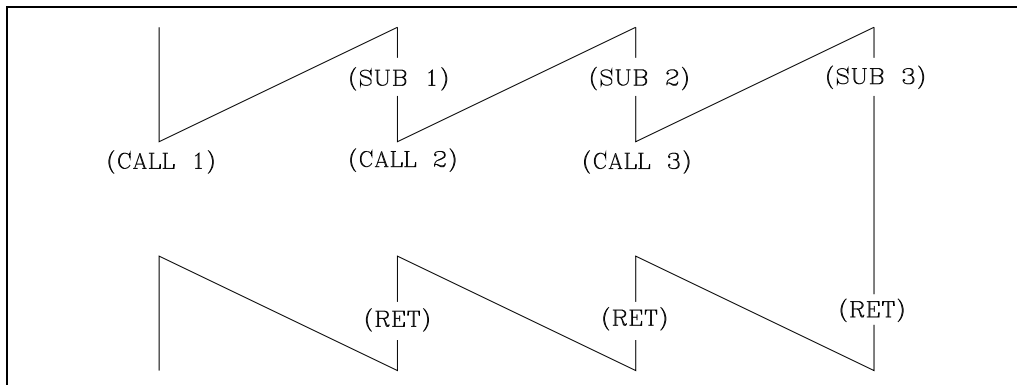 (SUB 1) (SUB 2) (SUB 3)
(CALL 1) (CALL 2) (CALL 3)
(RET) (RET) (RET)